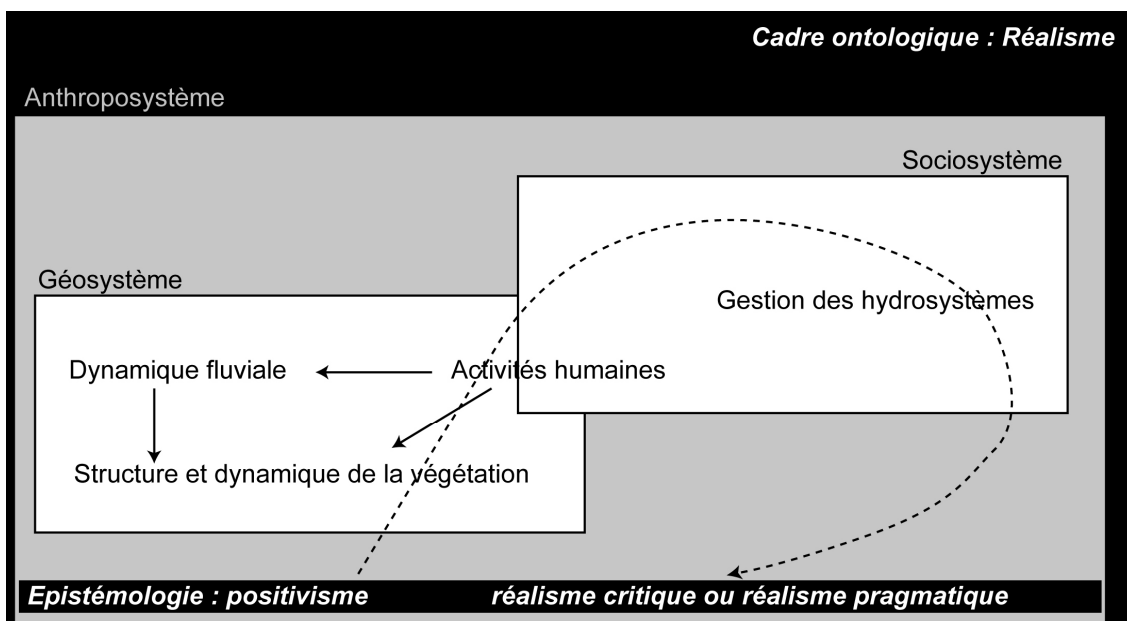 Cadre ontologique : Réalisme
Anthroposystème
Sociosystème
Géosystème
Gestion des hydrosystèmes
Dynamique fluviale
Activités humaines
Structure et dynamique de la végétation
Epistémologie : positivisme
réalisme critique ou réalisme pragmatique